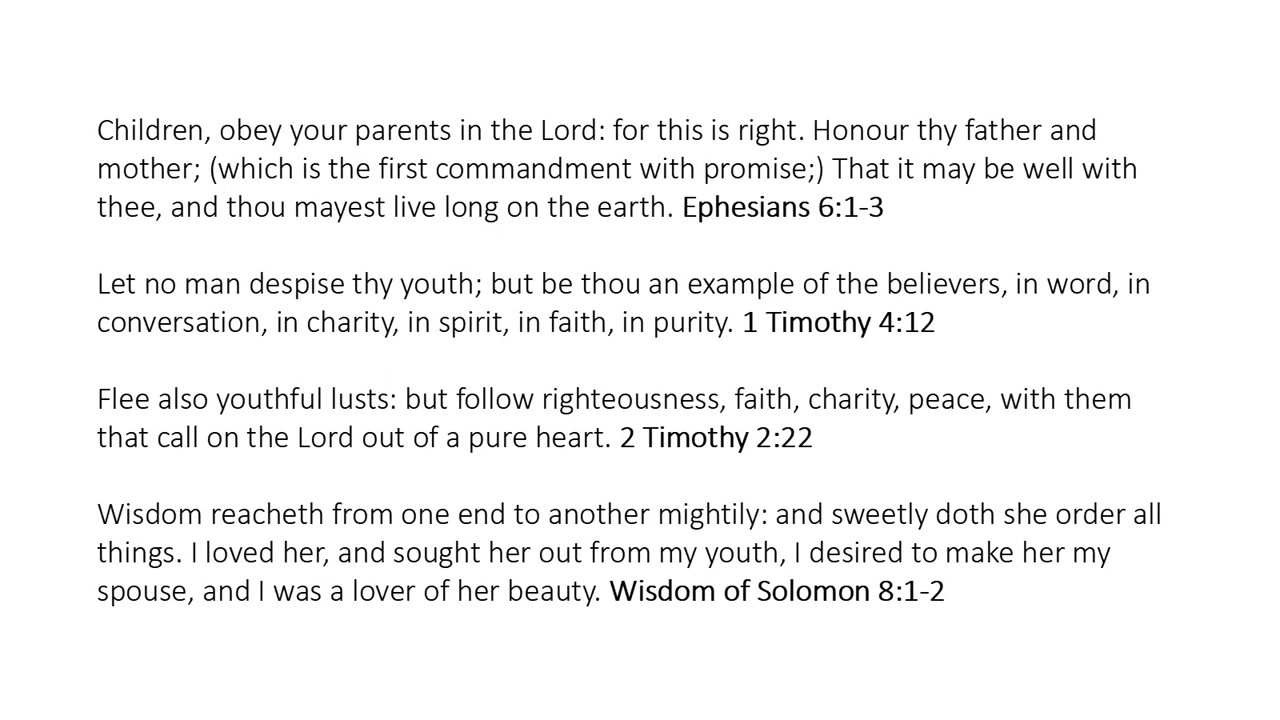 Children, obey your parents in the Lord: for this is right. Honour thy father and
mother; (which is the first commandment with promise;) That it may be well with
thee, and thou mayest live long on the earth. Ephesians 6:1-3
Let no man despise thy youth; but be thou an example of the believers, in word, in
conversation, in charity, in spirit, in faith, in purity. 1 Timothy 4:12
Flee also youthful lusts: but follow righteousness, faith, charity, peace, with them
that call on the Lord out of a pure heart. 2 Timothy 2:22
Wisdom reacheth from one end to another mightily: and sweetly doth she order all
things. I loved her, and sought her out from my youth, I desired to make her my
spouse, and I was a lover of her beauty. Wisdom of Solomon 8:1-2